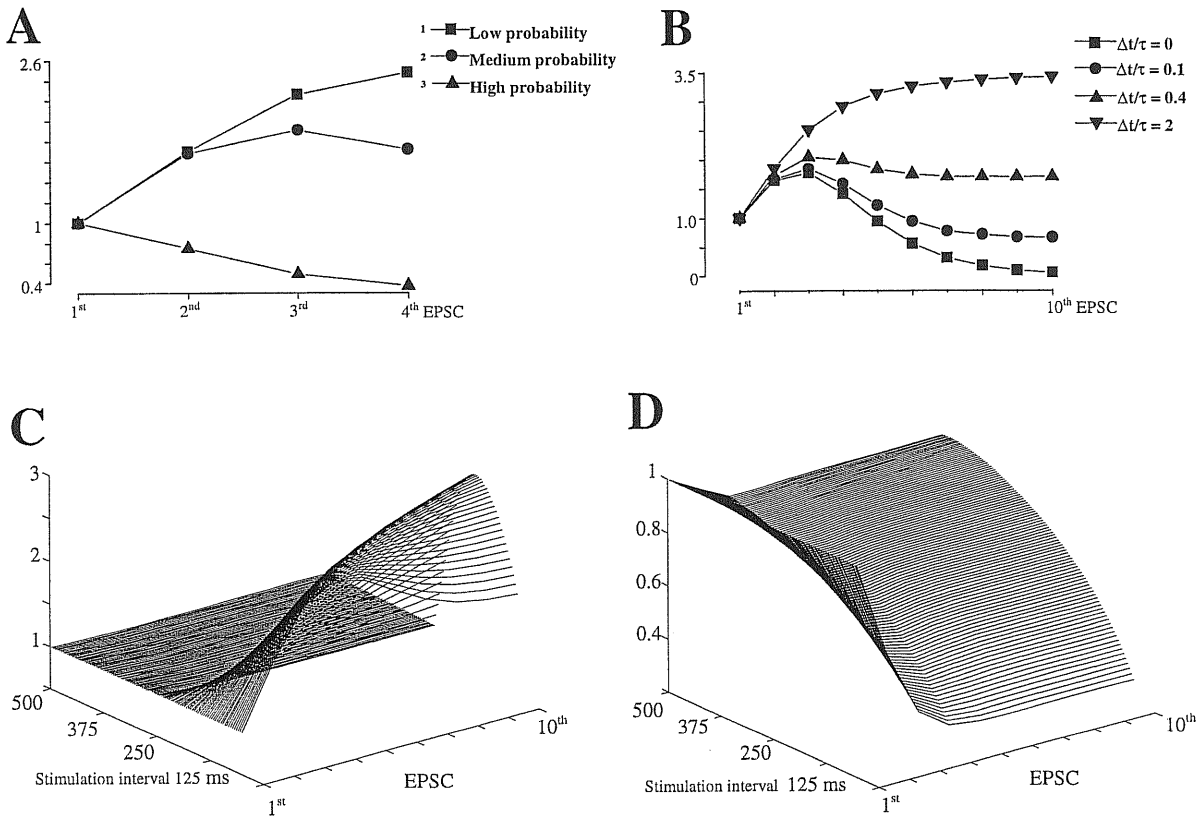 A
1 Low probability
2 Medium probability
3 High probability
2.6
1
0.4
1st 2nd 3rd 4th EPSC
B
Δt/τ = 0
Δt/τ = 0.1
Δt/τ = 0.4
Δt/τ = 2
3.5
1.0
0
1st 10th EPSC
C
3
2
1
500
375
250
Stimulation interval 125 ms
1st
EPSC
10th
D
1
0.8
0.6
0.4
500
375
250
Stimulation interval 125 ms
1st
EPSC
10th